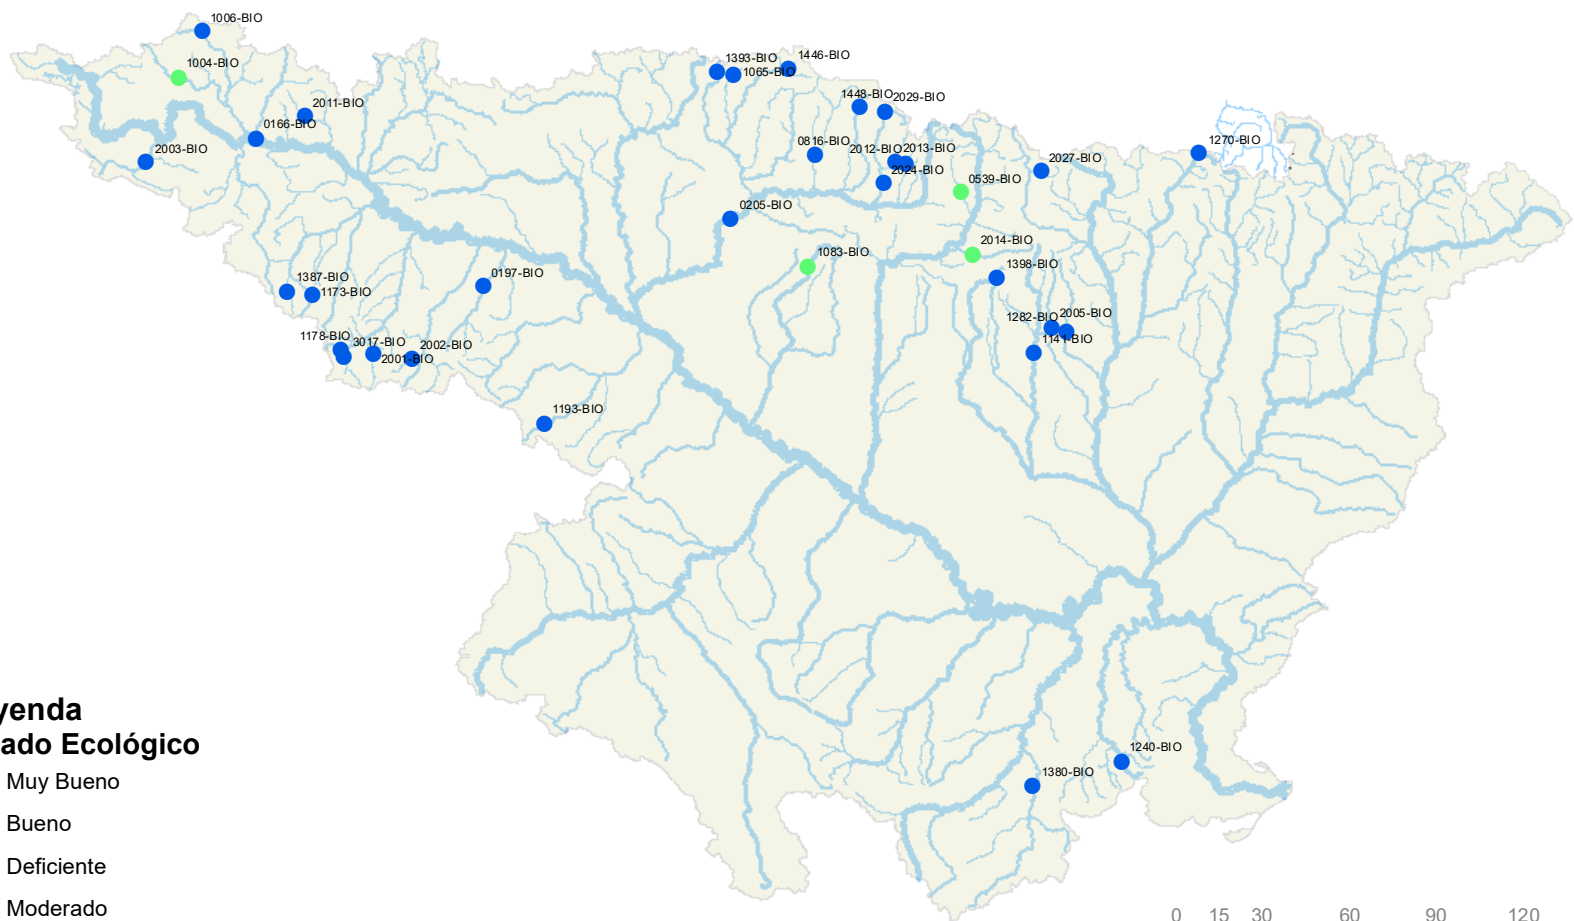 1006-BIO
1004-BIO
2011-BIO
0166-BIO
2003-BIO
1393-BIO
1065-BIO
1446-BIO
1448-BIO
2029-BIO
0816-BIO
2012-BIO
2013-BIO
2024-BIO
0539-BIO
2027-BIO
1270-BIO
0205-BIO
1083-BIO
2014-BIO
1398-BIO
1387-BIO
1173-BIO
0197-BIO
1282-BIO
2005-BIO
1141-BIO
1178-BIO
3017-BIO
2001-BIO
2002-BIO
1193-BIO
1240-BIO
1380-BIO
yenda
ado Ecológico
Muy Bueno
Bueno
Deficiente
Moderado
0 15 30 60 90 120